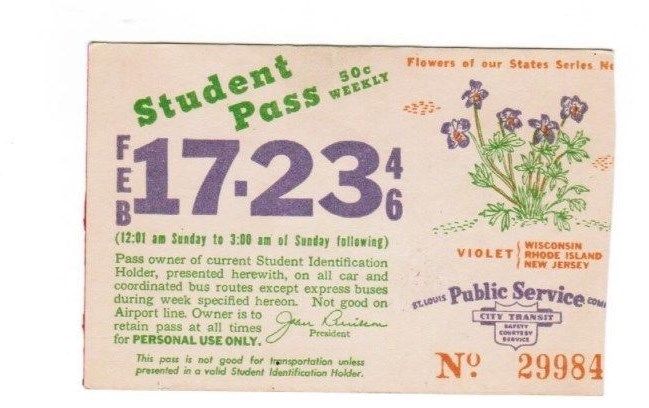 Student Pass 50c WEEKLY
Flowers of our States Series
FEB 17-23 46
(12:01 am Sunday to 3:00 am of Sunday following)
Pass owner of current Student Identification
Holder, presented herewith, on all car and
coordinated bus routes except express buses
during week specified hereon. Not good on
Airport line. Owner is to
retain pass at all times
for PERSONAL USE ONLY.
President
This pass is not good for transportation unless
presented in a valid Student Identification Holder.
VIOLET
WISCONSIN
RHODE ISLAND
NEW JERSEY
ST. LOUIS Public Service
CITY TRANSIT
SAFETY
COURTESY
SERVICE
No. 29984